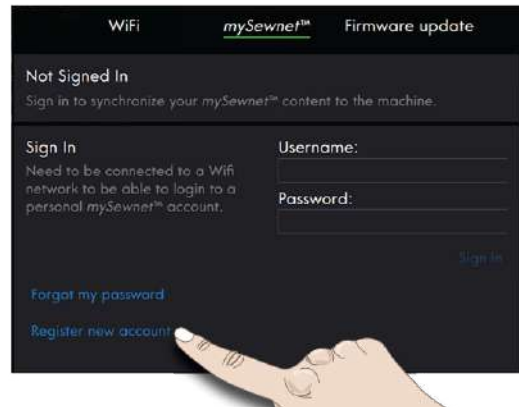 WiFi mySewnet™ Firmware update
Not Signed In
Sign in to synchronize your mySewnet™ content to the machine.
Sign In
Need to be connected to a Wifi
network to be able to login to a
personal mySewnet™ account.
Username:
Password:
Sign In
Forgot my password
Register new account